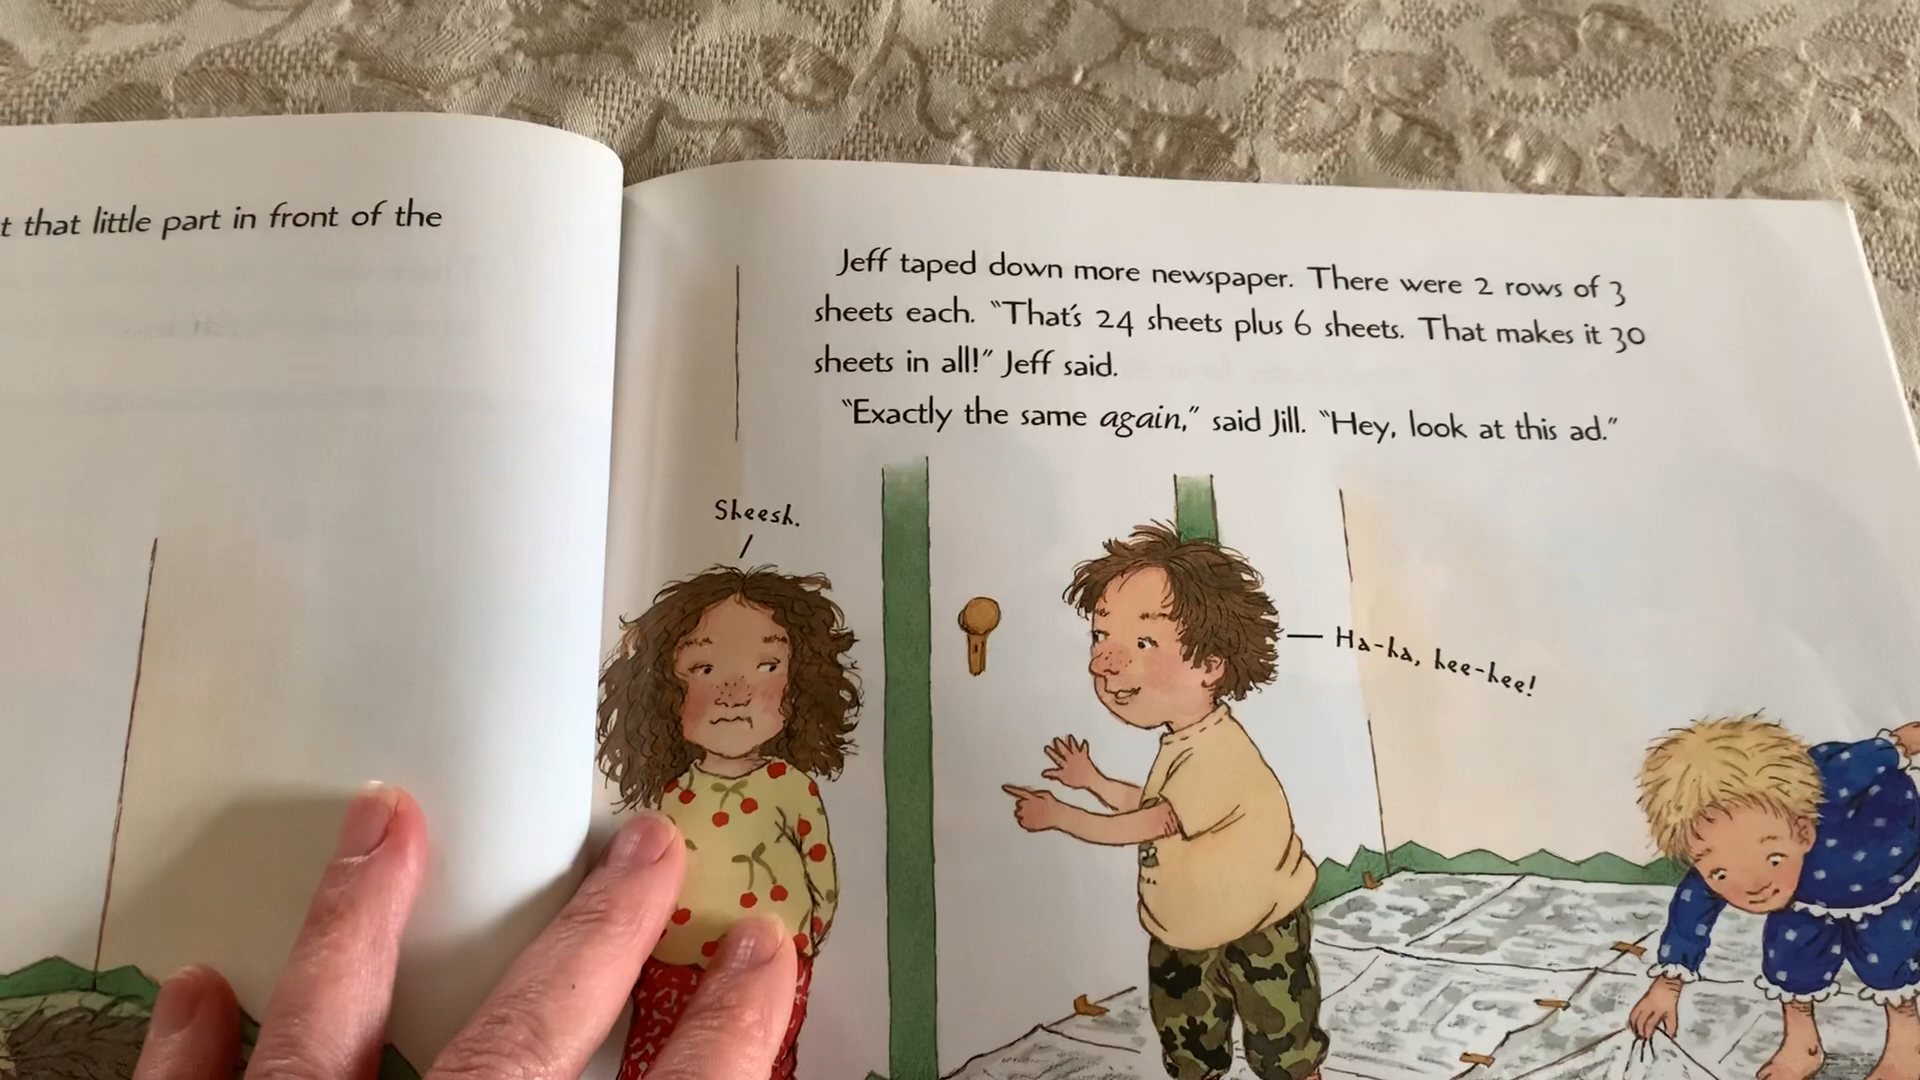 t that little part in front of the
Jeff taped down more newspaper. There were 2 rows of 3
sheets each. "That's 24 sheets plus 6 sheets. That makes it 30
sheets in all!" Jeff said.
"Exactly the same again," said Jill. "Hey, look at this ad."
Sheesh.
Ha-ha, hee-hee!